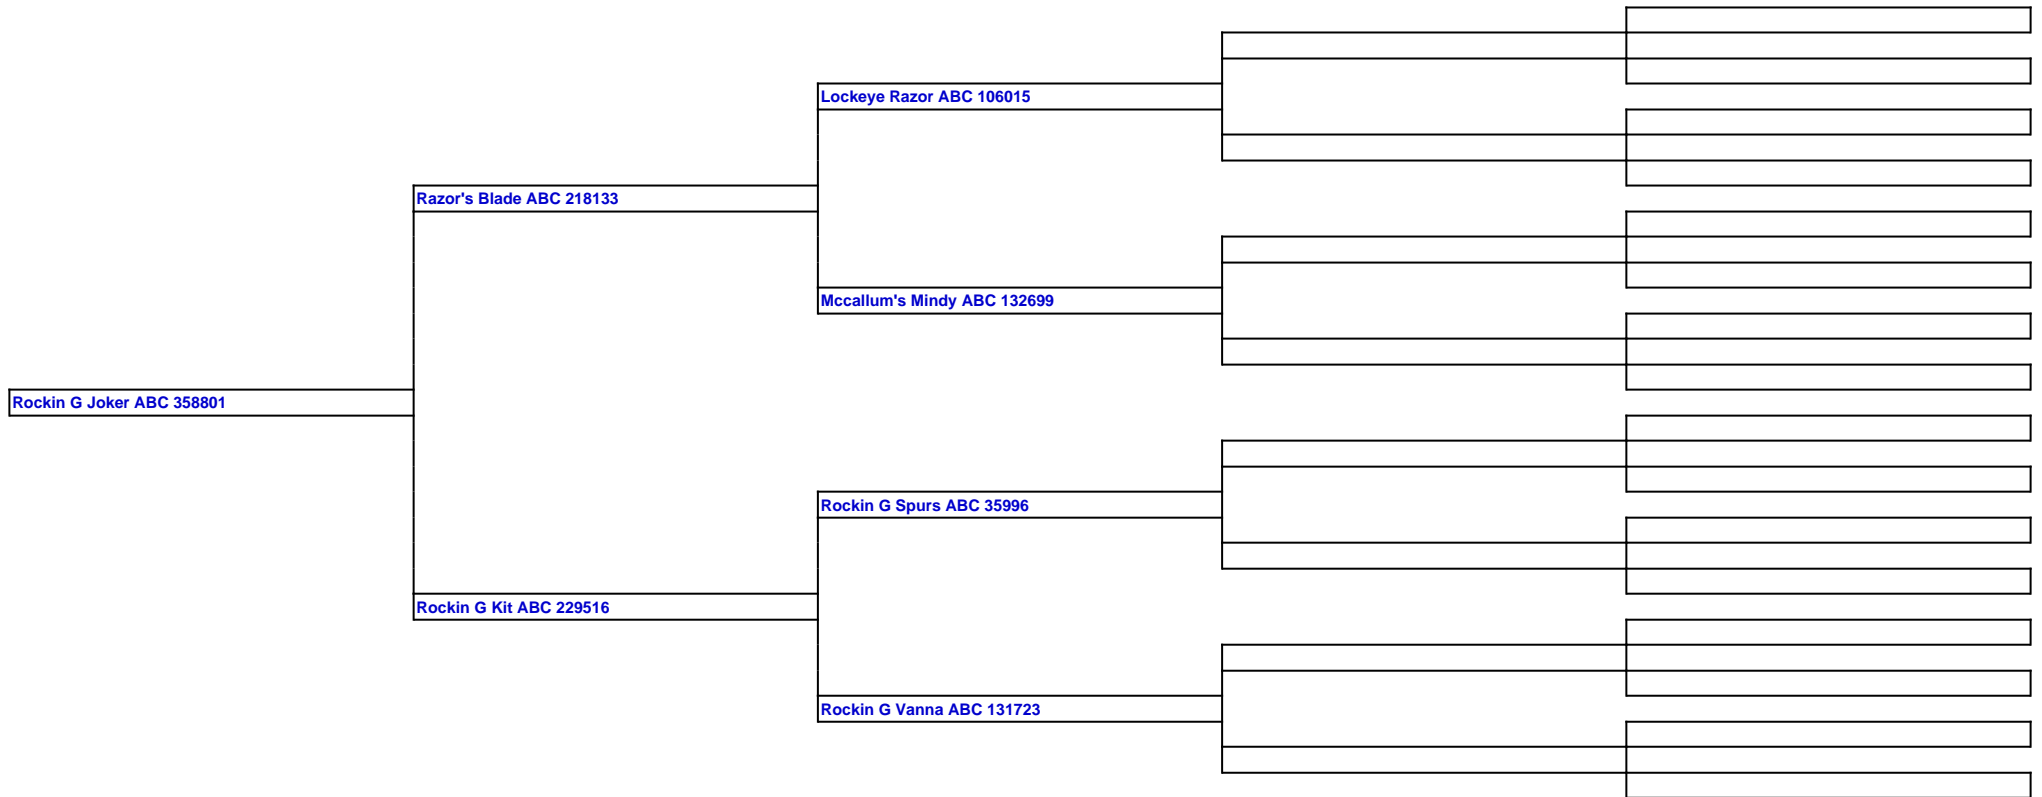 Lockeye Razor ABC 106015
Razor's Blade ABC 218133
Mccallum's Mindy ABC 132699
Rockin G Joker ABC 358801
Rockin G Spurs ABC 35996
Rockin G Kit ABC 229516
Rockin G Vanna ABC 131723